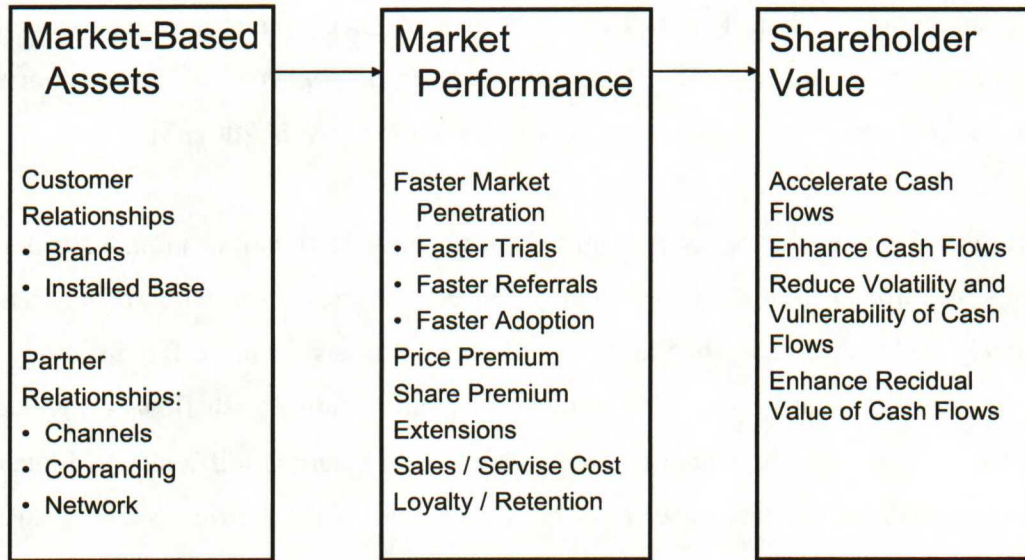 Market-Based
Assets
Customer
Relationships
• Brands
• Installed Base
Partner
Relationships:
• Channels
• Cobranding
• Network
Market
Performance
Faster Market
Penetration
• Faster Trials
• Faster Referrals
• Faster Adoption
Price Premium
Share Premium
Extensions
Sales / Servise Cost
Loyalty / Retention
Shareholder
Value
Accelerate Cash
Flows
Enhance Cash Flows
Reduce Volatility and
Vulnerability of Cash
Flows
Enhance Recidual
Value of Cash Flows